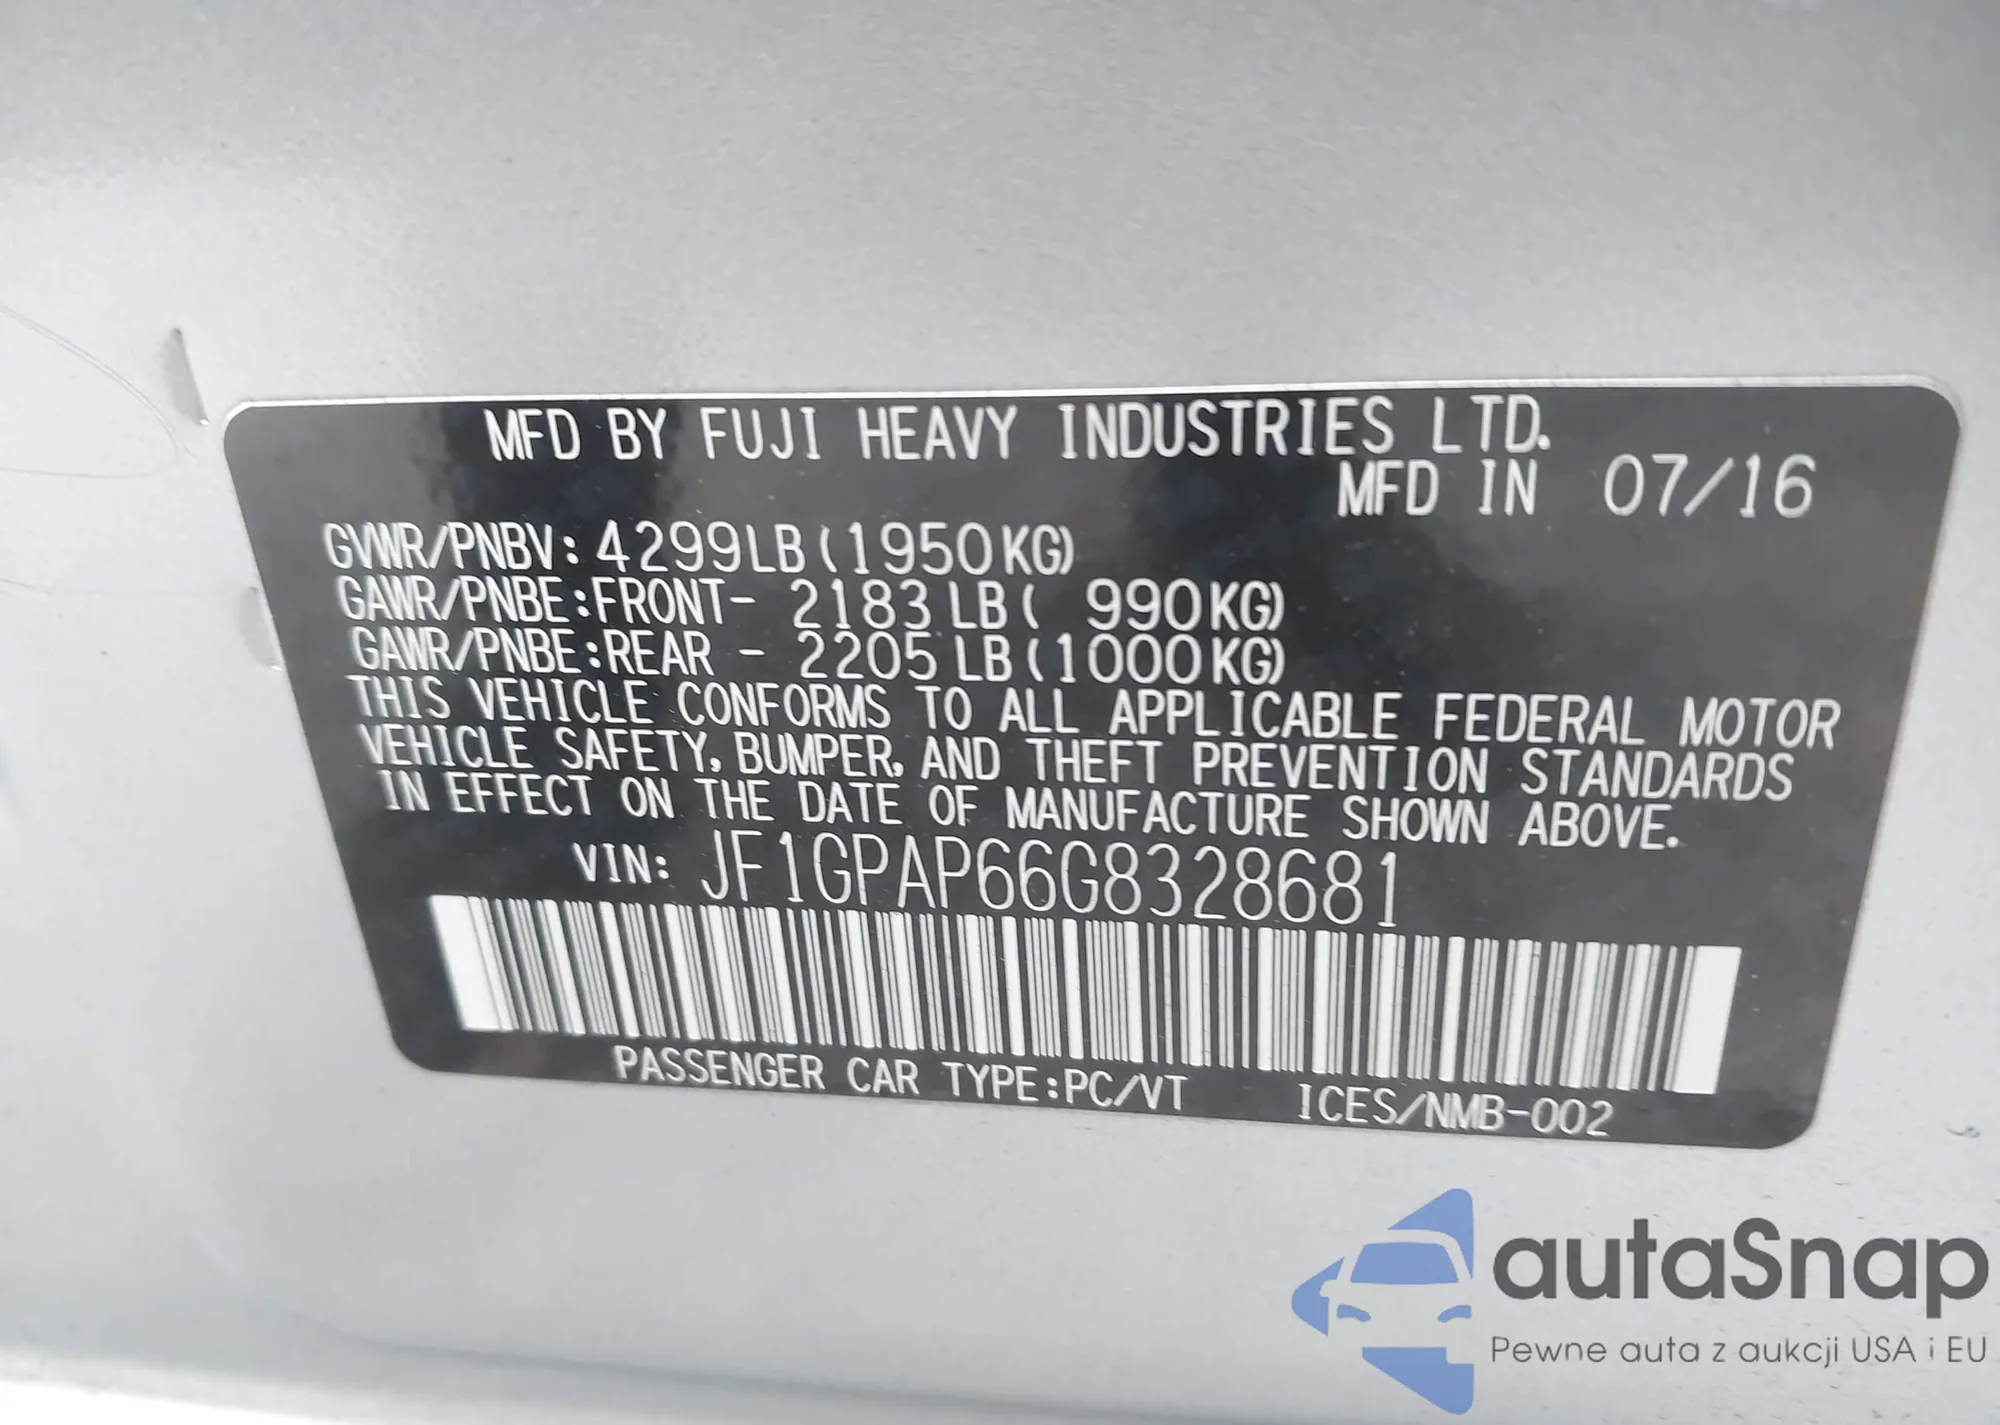 MFD BY FUJI HEAVY INDUSTRIES LTD.
MFD IN 07/16
GVWR/PNBV: 4299LB(1950KG)
GAWR/PNBE:FRONT- 2183LB( 990KG)
GAWR/PNBE:REAR - 2205LB(1000KG)
THIS VEHICLE CONFORMS TO ALL APPLICABLE FEDERAL MOTOR
VEHICLE SAFETY, BUMPER, AND THEFT PREVENTION STANDARDS
IN EFFECT ON THE DATE OF MANUFACTURE SHOWN ABOVE.
VIN: JF1GPAP66G8328681
PASSENGER CAR TYPE:PC/VT ICES/NMB-002
autaSnap
Pewne auta z aukcji USA i EU